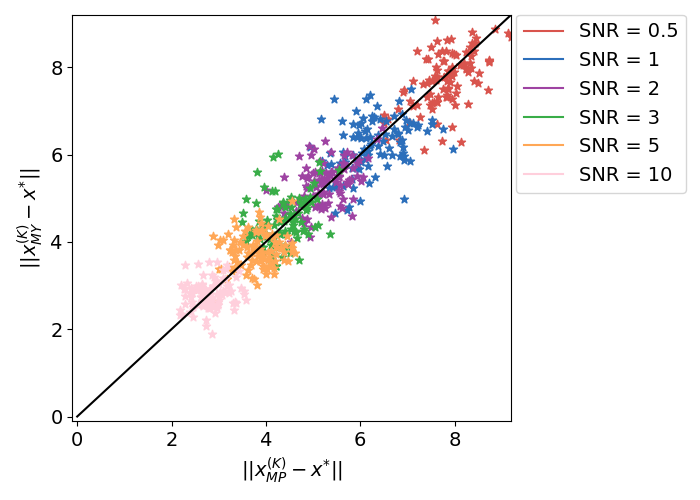 SNR = 0.5
SNR = 1
SNR = 2
SNR = 3
SNR = 5
SNR = 10
8
6
4
2
0
0 2 4 6 8
||x_{MY}^{(K)} − x*||
||x_{MP}^{(K)} − x*||